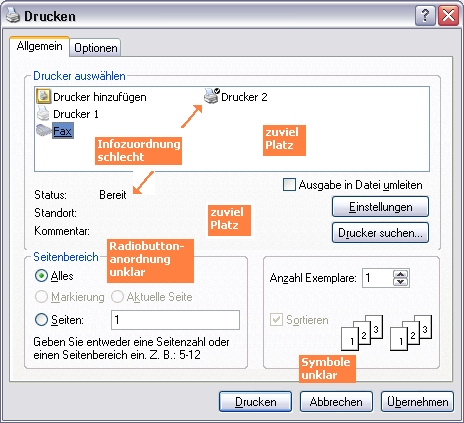 Drucken
Allgemein Optionen
Drucker auswählen
Drucker hinzufügen Drucker 2
Drucker 1
Fax
Infozuordnung
schlecht
zuviel
Platz
Ausgabe in Datei umleiten
Status: Bereit
Standort:
Kommentar:
zuviel
Platz
Einstellungen
Drucker suchen...
Radiobutton-
anordnung
unklar
Seitenbereich
Alles
Markierung Aktuelle Seite
Seiten: 1
Geben Sie entweder eine Seitenzahl oder
einen Seitenbereich ein. Z. B.: 5-12
Anzahl Exemplare: 1
Sortieren
1 2 3 1 2 3
Symbole
unklar
Drucken Abbrechen Übernehmen